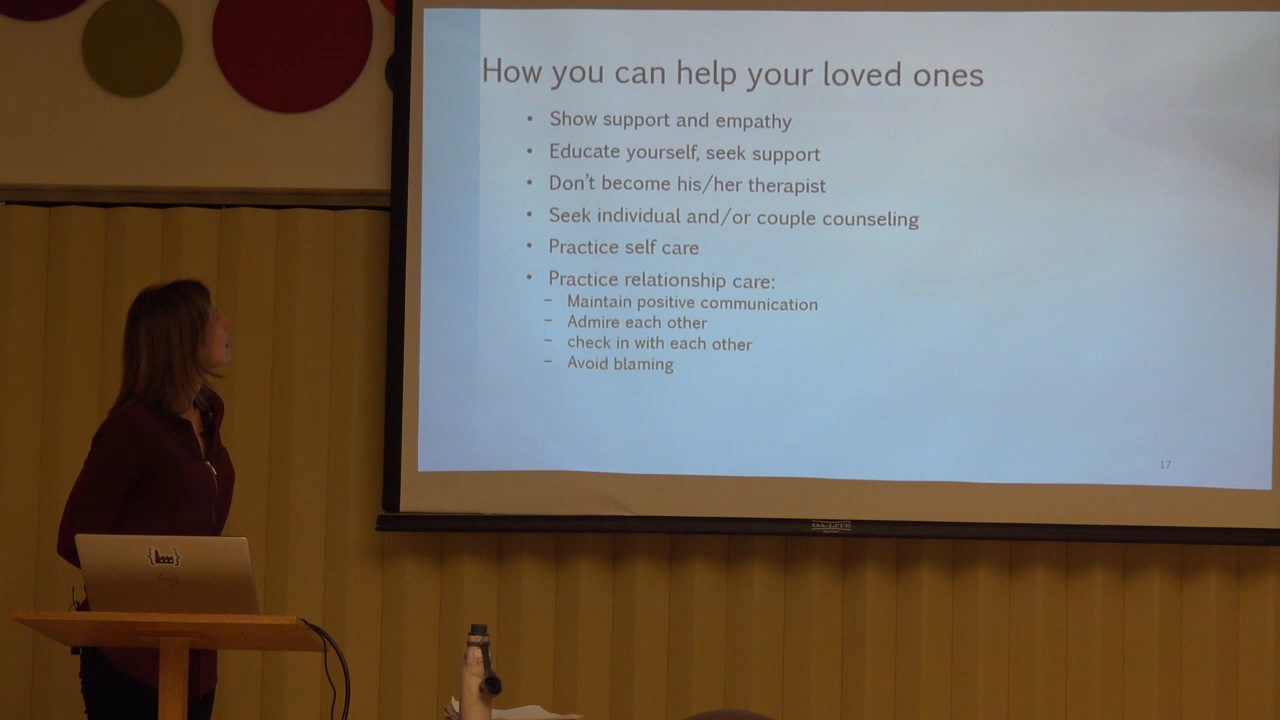 How you can help your loved ones
• Show support and empathy
• Educate yourself, seek support
• Don't become his/her therapist
• Seek individual and/or couple counseling
• Practice self care
• Practice relationship care:
– Maintain positive communication
– Admire each other
– check in with each other
– Avoid blaming
17
DA-LITE